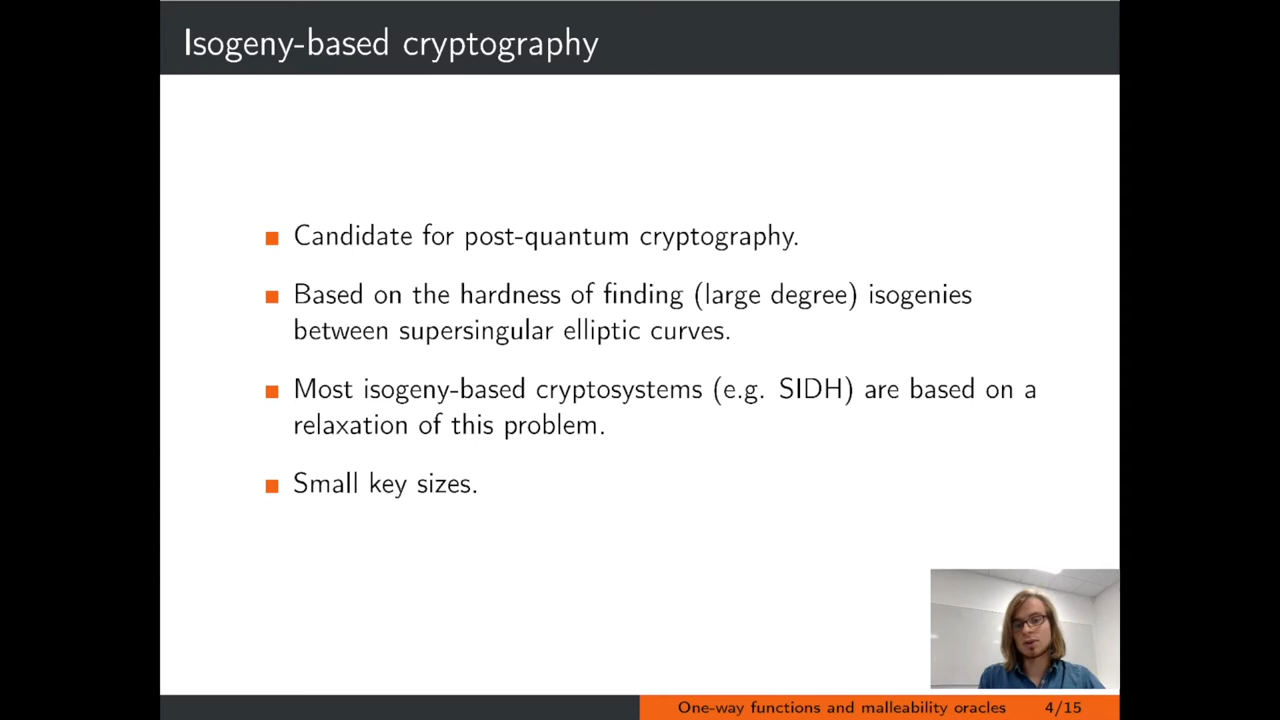 Isogeny-based cryptography
Candidate for post-quantum cryptography.
Based on the hardness of finding (large degree) isogenies
between supersingular elliptic curves.
Most isogeny-based cryptosystems (e.g. SIDH) are based on a
relaxation of this problem.
Small key sizes.
One-way functions and malleability oracles 4/15